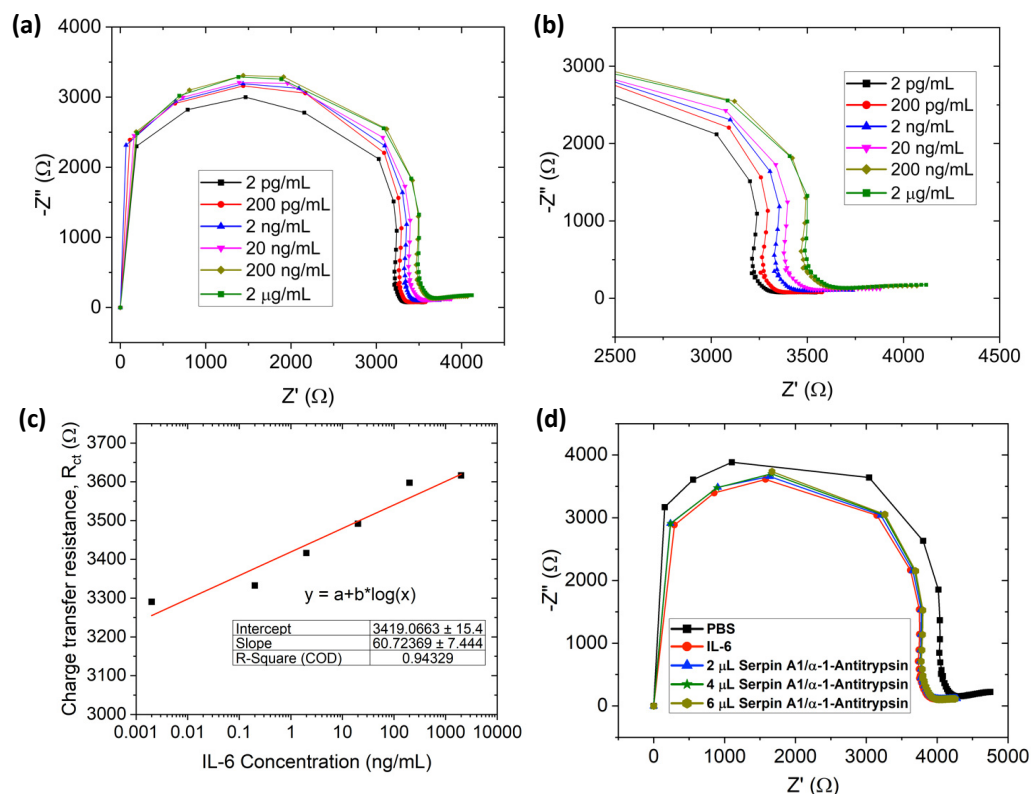 (a)
4000
3000
2000
1000
0
-Z" (Ω)
2 pg/mL
200 pg/mL
2 ng/mL
20 ng/mL
200 ng/mL
2 μg/mL
0 1000 2000 3000 4000
Z' (Ω)
(b)
3000
2000
1000
0
-Z" (Ω)
2 pg/mL
200 pg/mL
2 ng/mL
20 ng/mL
200 ng/mL
2 μg/mL
2500 3000 3500 4000 4500
Z' (Ω)
(c)
Charge transfer resistance, Rct (Ω)
3700
3600
3500
3400
3300
3200
3100
3000
y = a+b*log(x)
Intercept 3419.0663 ± 15.4
Slope 60.72369 ± 7.444
R-Square (COD) 0.94329
0.001 0.01 0.1 1 10 100 1000 10000
IL-6 Concentration (ng/mL)
(d)
4000
3000
2000
1000
0
-Z" (Ω)
PBS
IL-6
2 μL Serpin A1/α-1-Antitrypsin
4 μL Serpin A1/α-1-Antitrypsin
6 μL Serpin A1/α-1-Antitrypsin
0 1000 2000 3000 4000 5000
Z' (Ω)